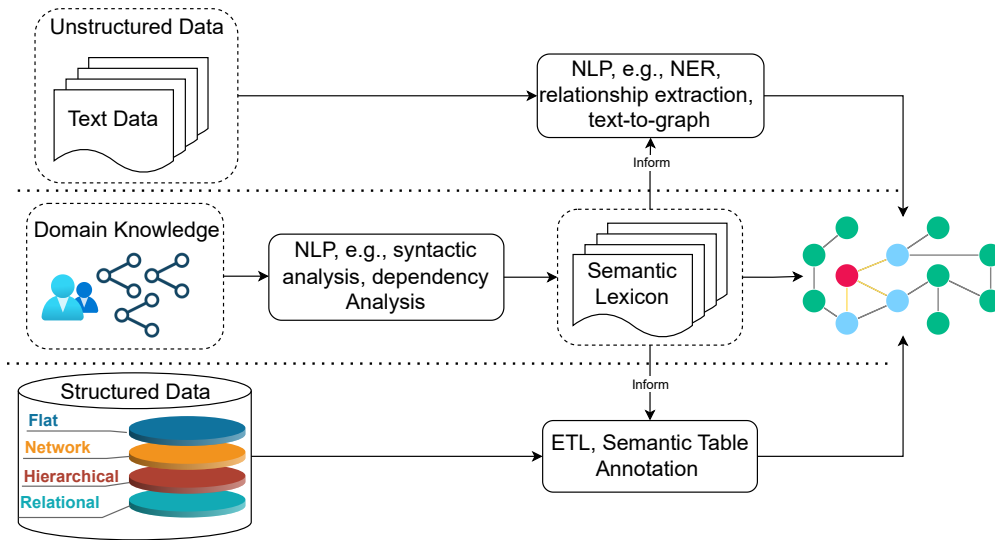 Unstructured Data
Text Data
NLP, e.g., NER,
relationship extraction,
text-to-graph
Inform
Domain Knowledge
NLP, e.g., syntactic
analysis, dependency
Analysis
Semantic
Lexicon
Inform
Structured Data
Flat
Network
Hierarchical
Relational
ETL, Semantic Table
Annotation